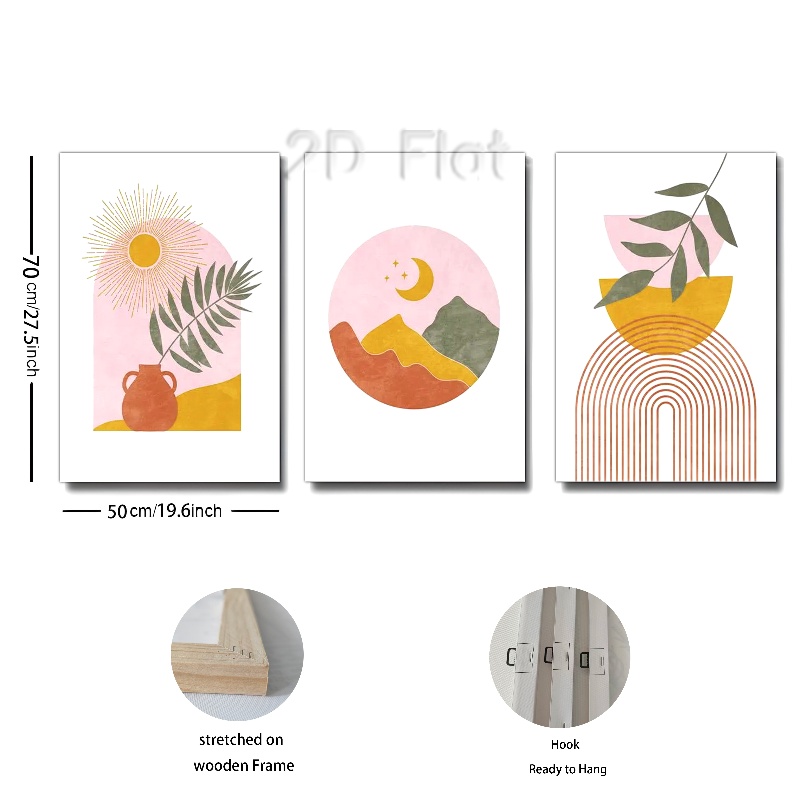 2D Flat
70 cm/27.5inch
50cm/19.6inch
stretched on
wooden Frame
Hook
Ready to Hang